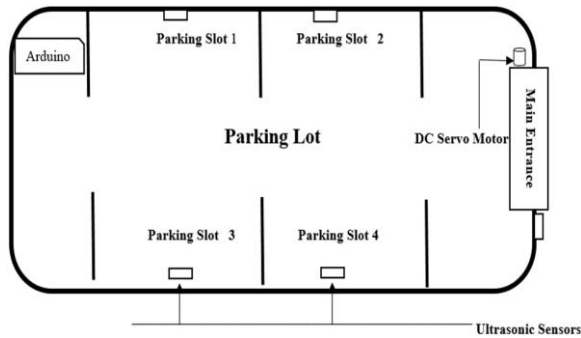 Parking Slot 1
Parking Slot 2
Arduino
Main Entrance
Parking Lot
DC Servo Motor
Parking Slot 3
Parking Slot 4
Ultrasonic Sensors